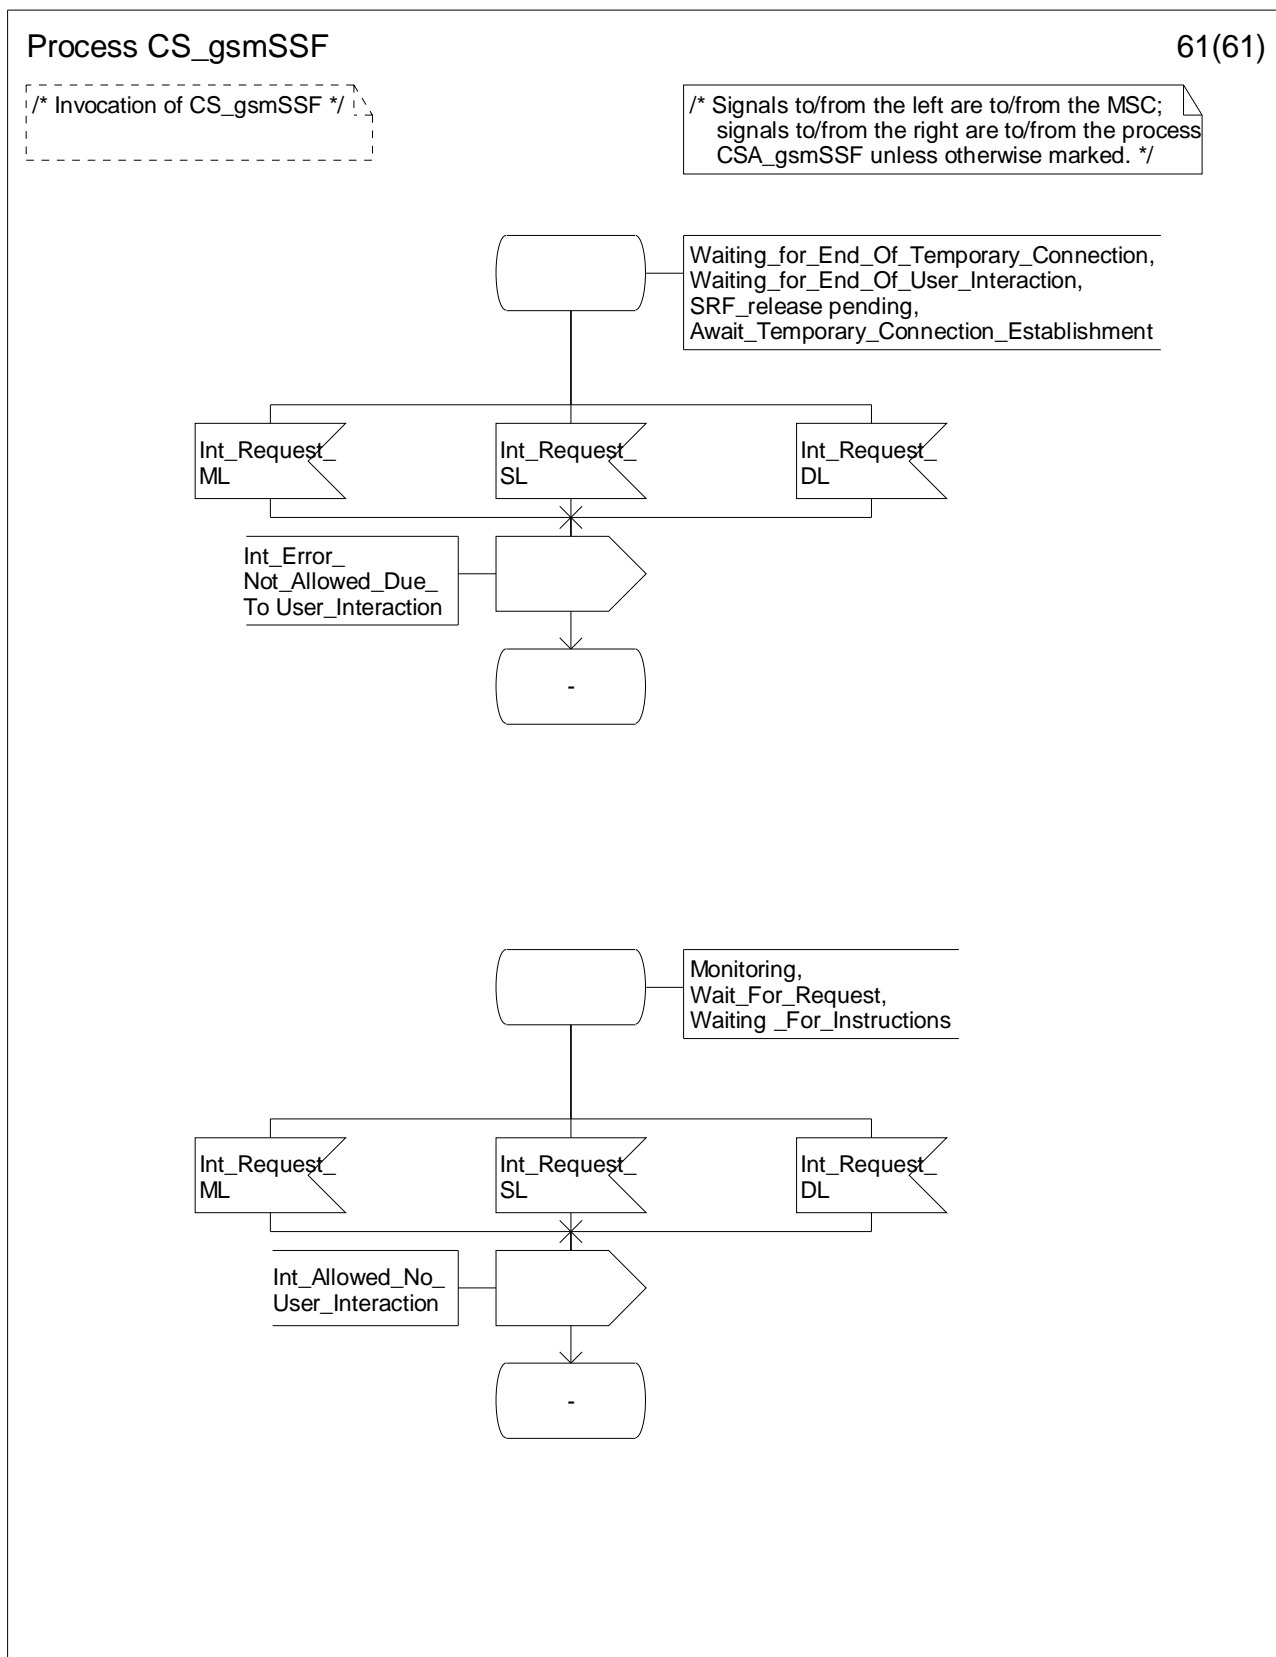 Process CS_gsmSSF
61(61)
/* Invocation of CS_gsmSSF */
/* Signals to/from the left are to/from the MSC;
signals to/from the right are to/from the process
CSA_gsmSSF unless otherwise marked. */
Waiting_for_End_Of_Temporary_Connection,
Waiting_for_End_Of_User_Interaction,
SRF_release pending,
Await_Temporary_Connection_Establishment
Int_Request_
ML
Int_Request_
SL
Int_Request_
DL
Int_Error_
Not_Allowed_Due_
To User_Interaction
-
Monitoring,
Wait_For_Request,
Waiting _For_Instructions
Int_Request_
ML
Int_Request_
SL
Int_Request_
DL
Int_Allowed_No_
User_Interaction
-